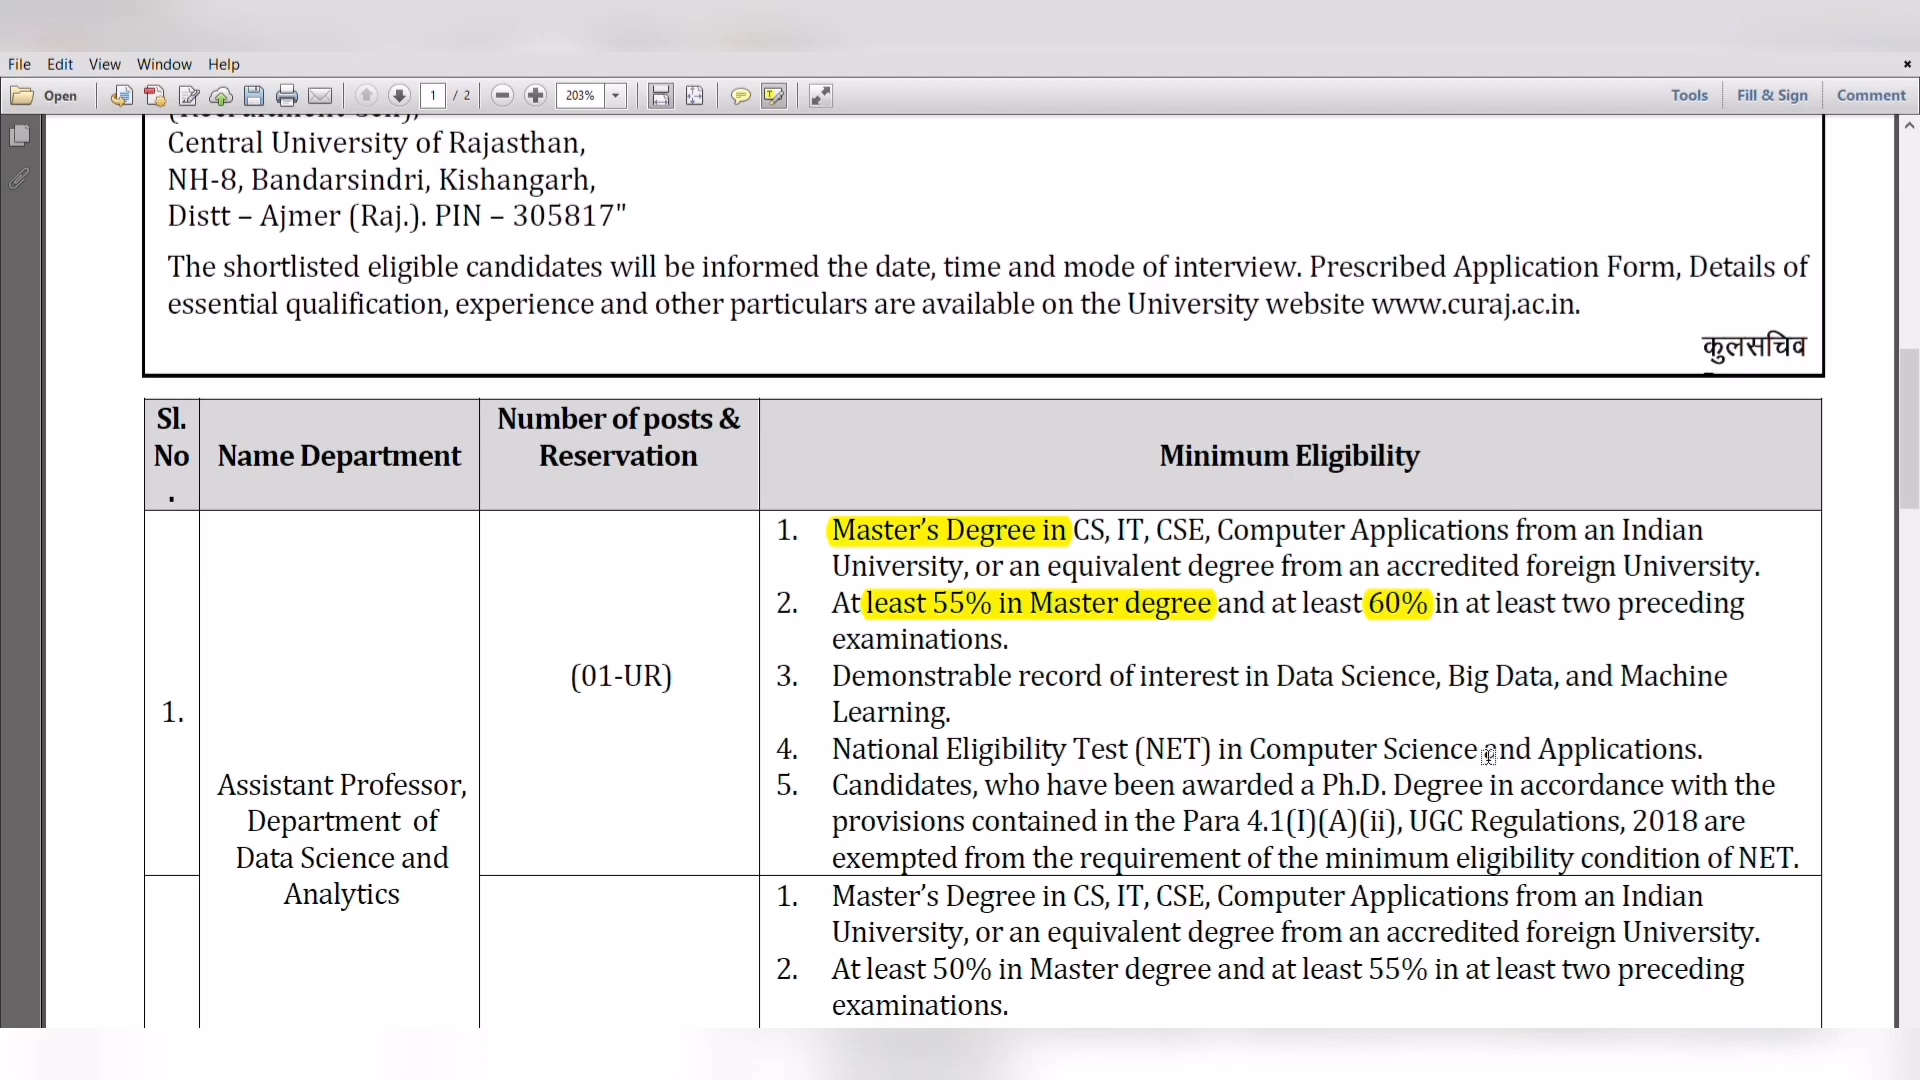 File Edit View Window Help
Open 1 / 2 203% Tools Fill & Sign Comment
Central University of Rajasthan,
NH-8, Bandarsindri, Kishangarh,
Distt – Ajmer (Raj.). PIN – 305817"
The shortlisted eligible candidates will be informed the date, time and mode of interview. Prescribed Application Form, Details of
essential qualification, experience and other particulars are available on the University website www.curaj.ac.in.
कुलसचिव
Sl.
No
.
Name Department
Number of posts &
Reservation
Minimum Eligibility
1.
Assistant Professor,
Department of
Data Science and
Analytics
(01-UR)
1. Master’s Degree in CS, IT, CSE, Computer Applications from an Indian
University, or an equivalent degree from an accredited foreign University.
2. At least 55% in Master degree and at least 60% in at least two preceding
examinations.
3. Demonstrable record of interest in Data Science, Big Data, and Machine
Learning.
4. National Eligibility Test (NET) in Computer Science and Applications.
5. Candidates, who have been awarded a Ph.D. Degree in accordance with the
provisions contained in the Para 4.1(I)(A)(ii), UGC Regulations, 2018 are
exempted from the requirement of the minimum eligibility condition of NET.
1. Master’s Degree in CS, IT, CSE, Computer Applications from an Indian
University, or an equivalent degree from an accredited foreign University.
2. At least 50% in Master degree and at least 55% in at least two preceding
examinations.